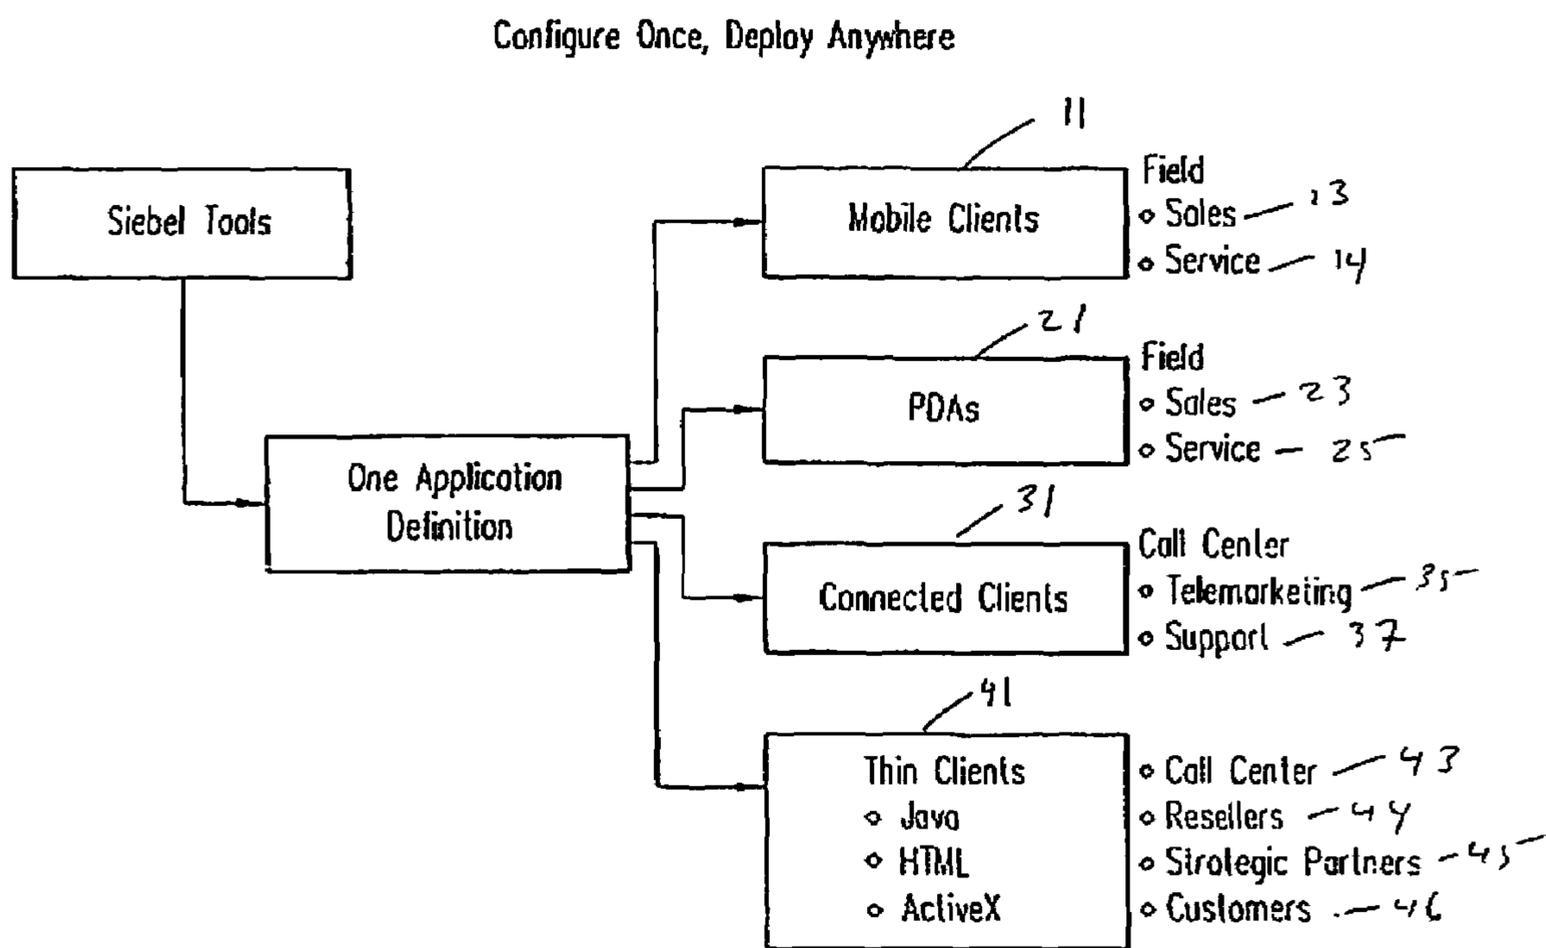 Configure Once, Deploy Anywhere
11
Siebel Tools
Mobile Clients
Field
Sales 13
Service 14
21
PDAs
Field
Sales 23
Service 25
One Application
Definition
31
Connected Clients
Call Center
Telemarketing 35
Support 37
41
Thin Clients
Java
HTML
ActiveX
Call Center 43
Resellers 44
Strategic Partners 45
Customers 46